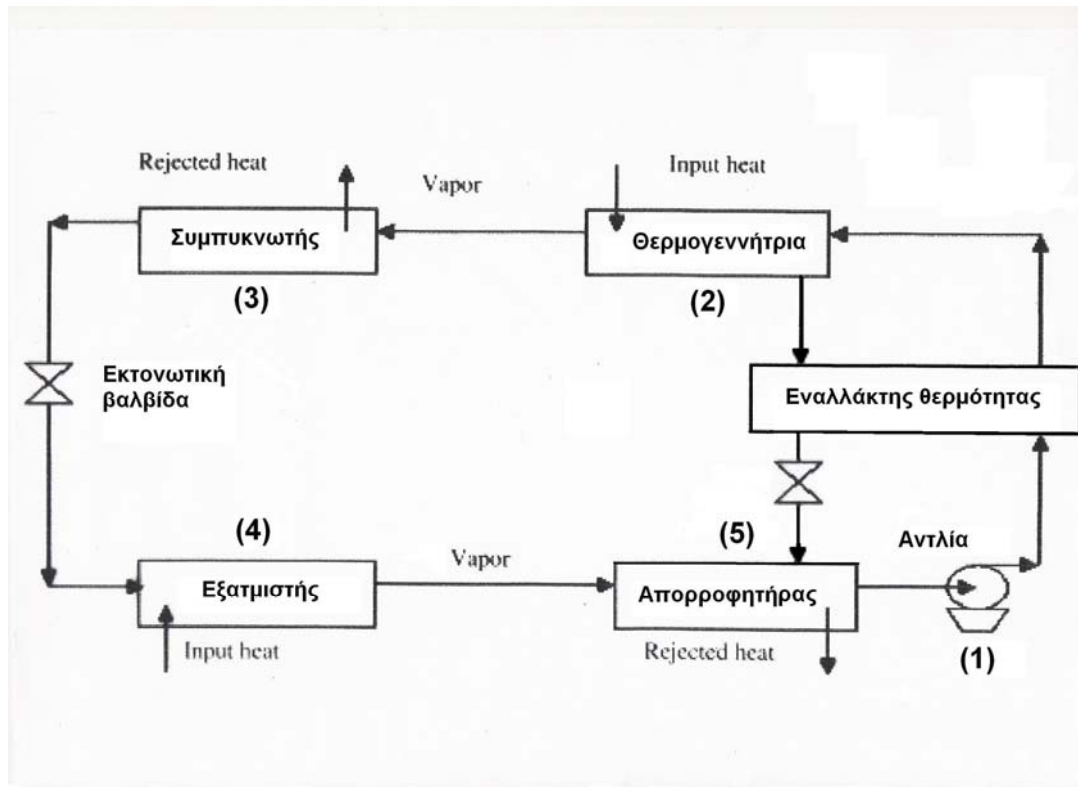 Rejected heat
Vapor
Input heat
Συμπυκνωτής
Θερμογεννήτρια
(3)
(2)
Εκτονωτική
βαλβίδα
Εναλλάκτης θερμότητας
(4)
(5)
Vapor
Αντλία
Εξατμιστής
Απορροφητήρας
Input heat
Rejected heat
(1)